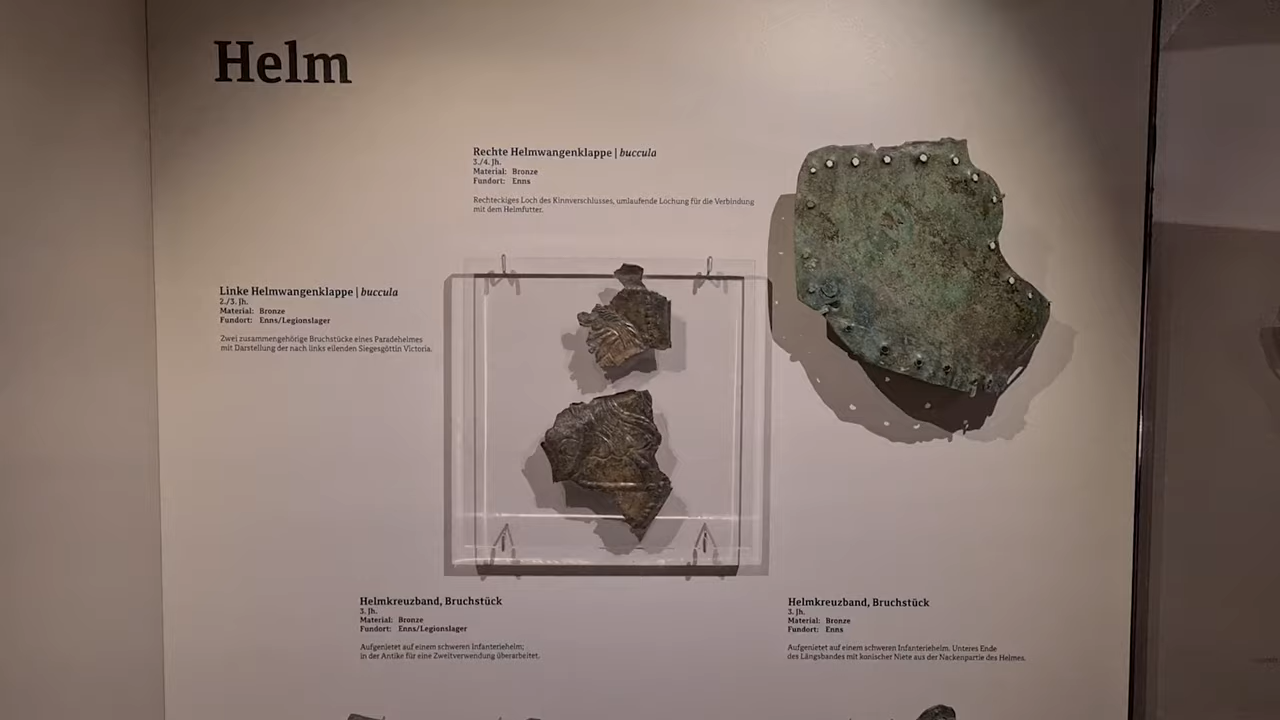 Helm
Rechte Helmwangenklappe | buccula
3./4. Jh.
Material: Bronze
Fundort: Enns
Rechteckiges Loch des Kinnverschlusses, umlaufende Lochung für die Verbindung
mit dem Helmfutter.
Linke Helmwangenklappe | buccula
2./3. Jh.
Material: Bronze
Fundort: Enns/Legionslager
Zwei zusammengehörige Bruchstücke eines Paradehelmes
mit Darstellung der nach links eilenden Siegesgöttin Victoria.
Helmkreuzband, Bruchstück
3. Jh.
Material: Bronze
Fundort: Enns/Legionslager
Aufgenietet auf einem schweren Infanteriehelm;
in der Antike für eine Zweitverwendung überarbeitet.
Helmkreuzband, Bruchstück
3. Jh.
Material: Bronze
Fundort: Enns
Aufgenietet auf einem schweren Infanteriehelm. Unteres Ende
des Längsbandes mit konischer Niete aus der Nackenpartie des Helmes.